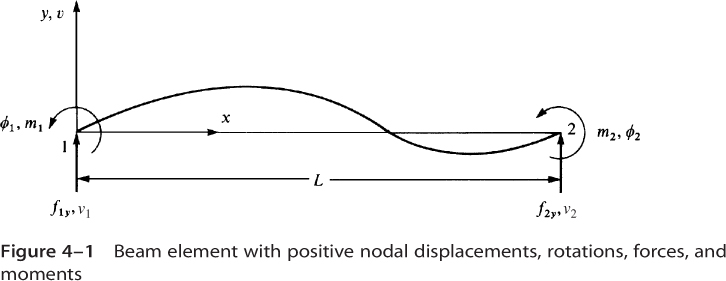 y, v
x
ϕ₁, m₁
1
2
m₂, ϕ₂
L
f₁y, v₁
f₂y, v₂
Figure 4–1 Beam element with positive nodal displacements, rotations, forces, and
moments